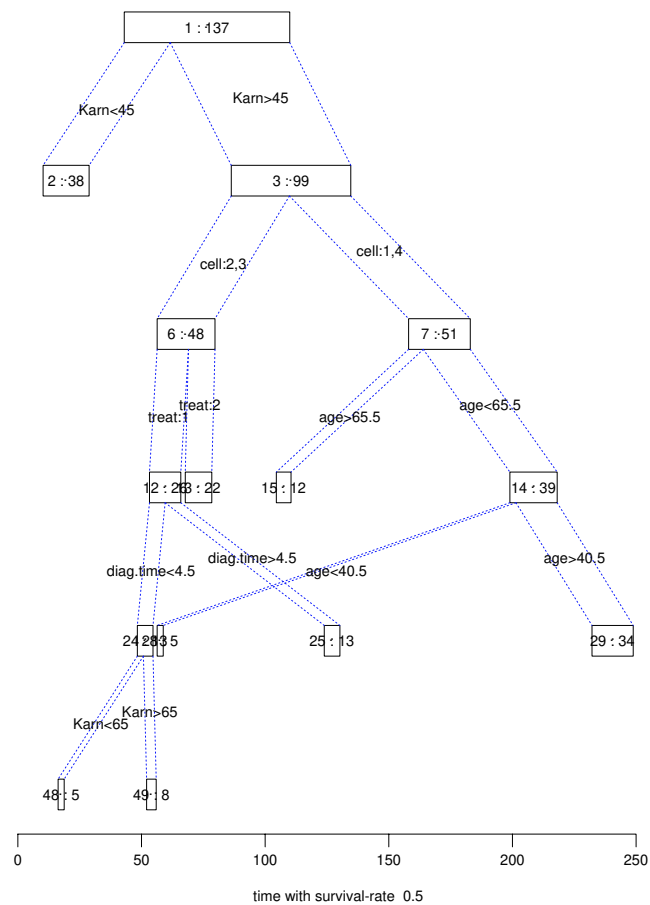 1 : 137
Karn<45
Karn>45
2 : 38
3 : 99
cell:2,3
cell:1,4
6 : 48
7 : 51
treat:1
treat:2
age>65.5
age<65.5
12 : 26
13 : 22
15 : 12
14 : 39
diag.time<4.5
diag.time>4.5
age<40.5
age>40.5
24 : 13
28 : 5
25 : 13
29 : 34
Karn<65
Karn>65
48 : 5
49 : 8
0 50 100 150 200 250
time with survival-rate 0.5